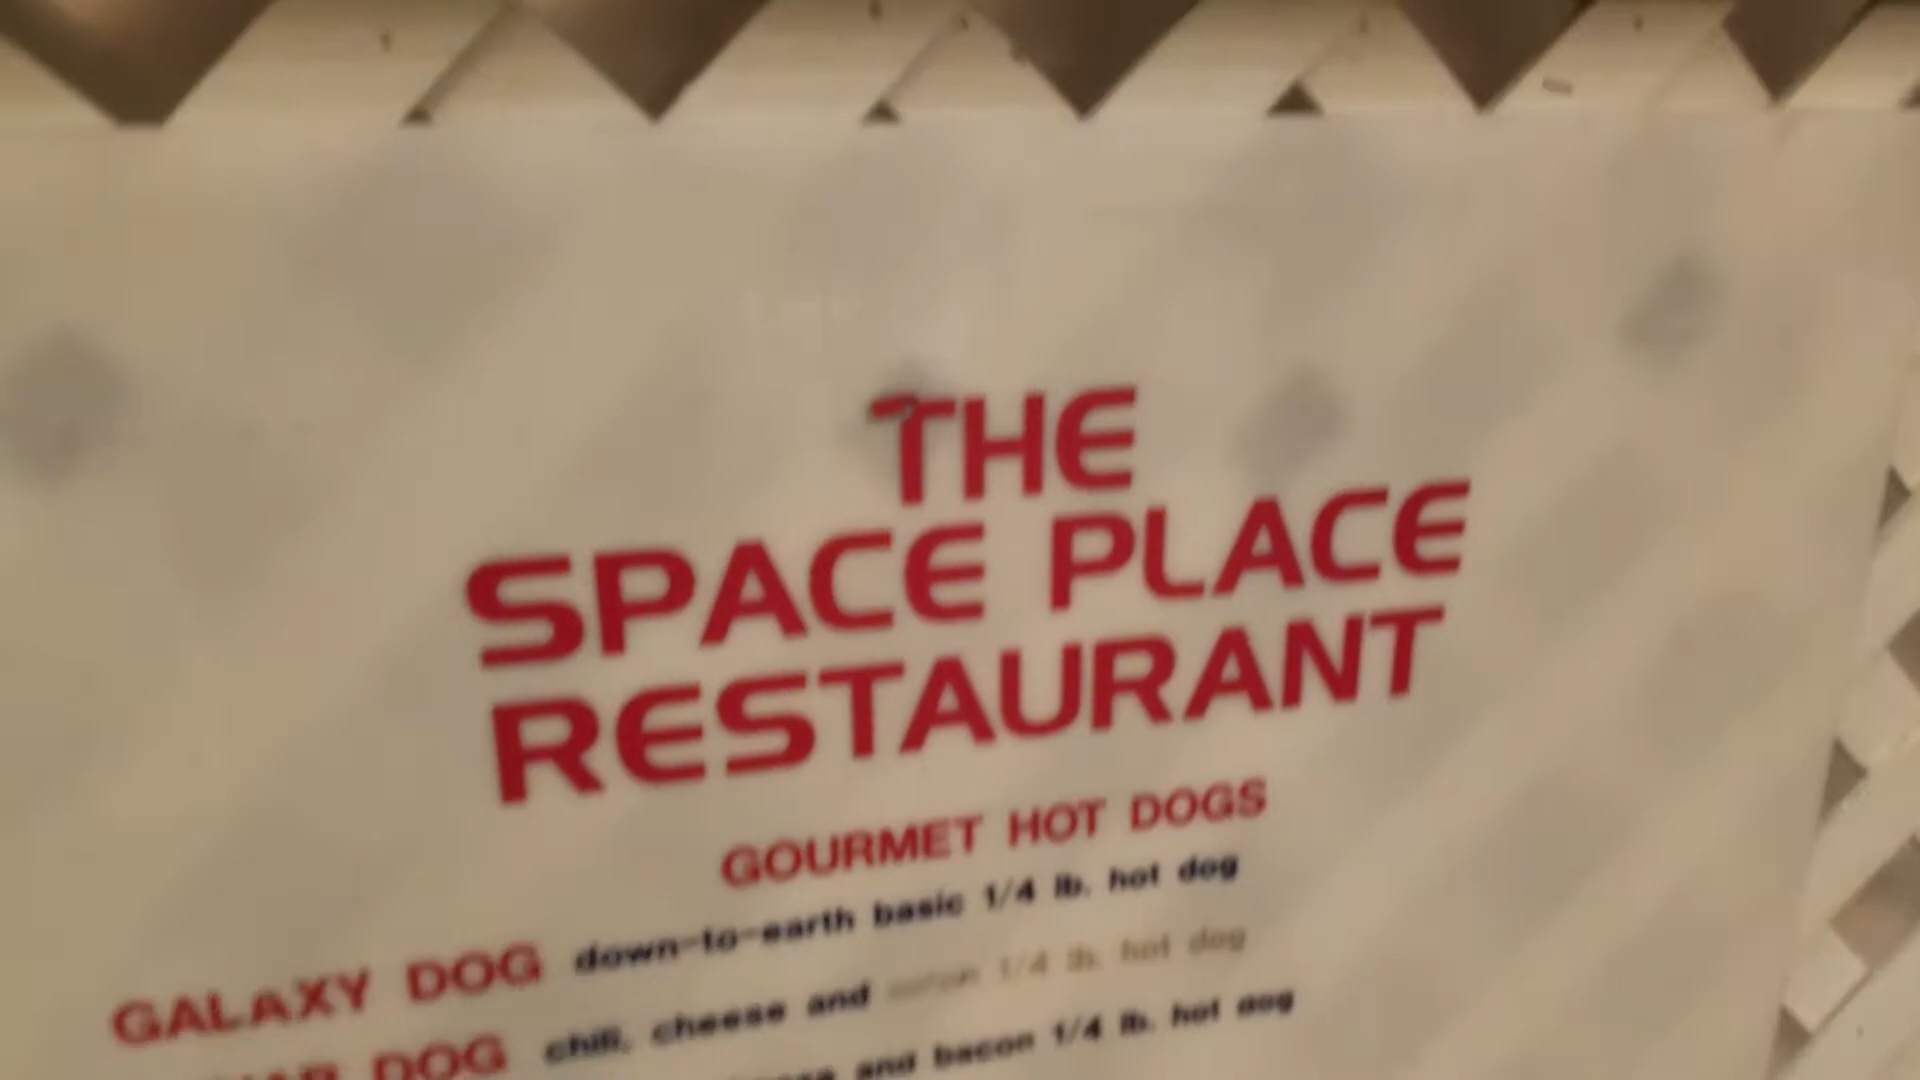 THE
SPACE PLACE
RESTAURANT
GOURMET HOT DOGS
GALAXY DOG down-to-earth basic 1/4 lb. hot dog
DOG chili, cheese and 1/4 lb. hot dog
and bacon 1/4 lb. hot dog